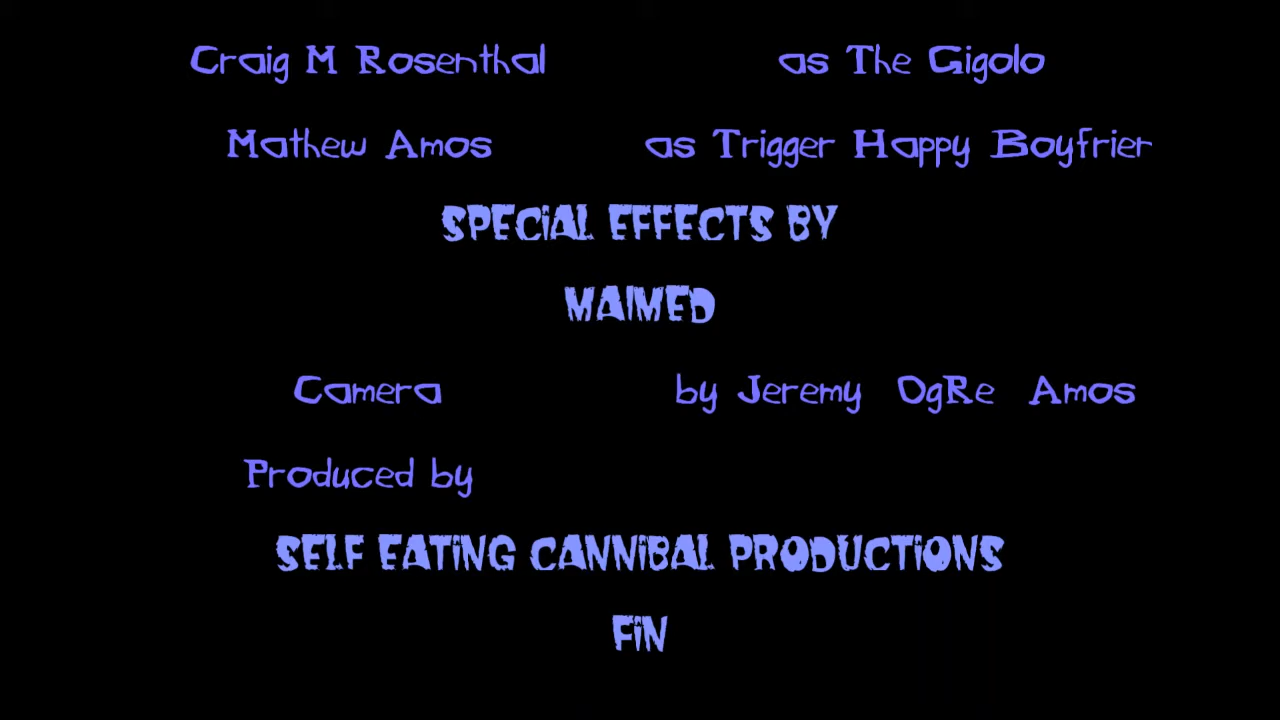 Craig M Rosenthal as The Gigolo
Mathew Amos as Trigger Happy Boyfrier
SPECiAL EFFECTS BY
MAIMED
Camera by Jeremy OgRe Amos
Produced by
SELF EATiNG CANNiBAL PRODUCTiONS
FiN